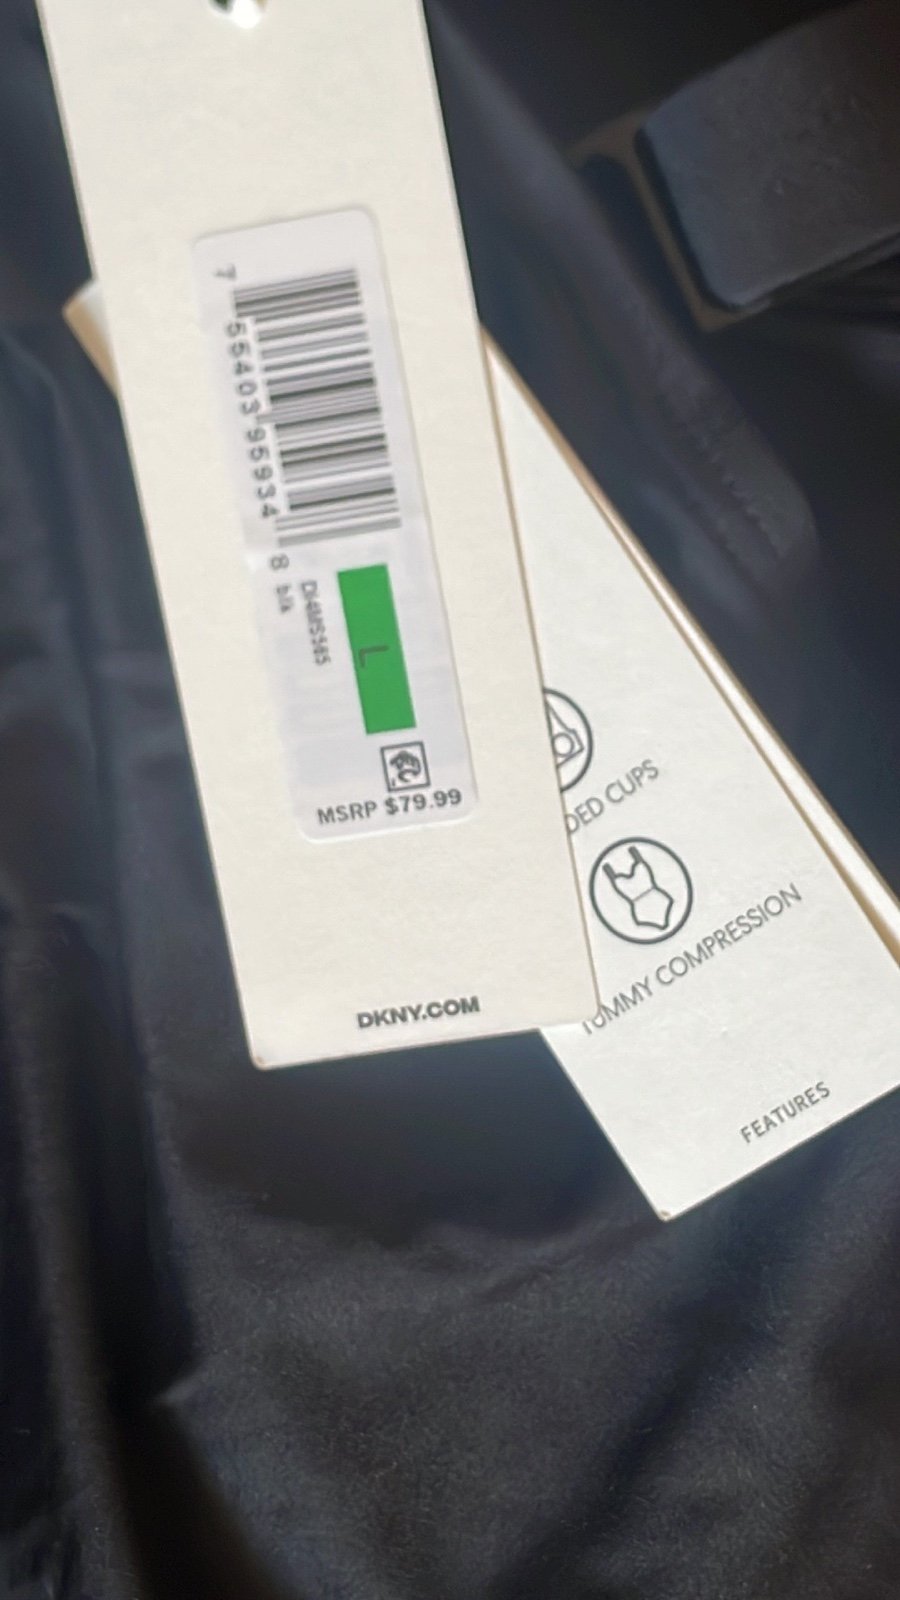 7 55403 95934 8
blk
L
MSRP $79.99
DKNY.COM
DED CUPS
TUMMY COMPRESSION
FEATURES